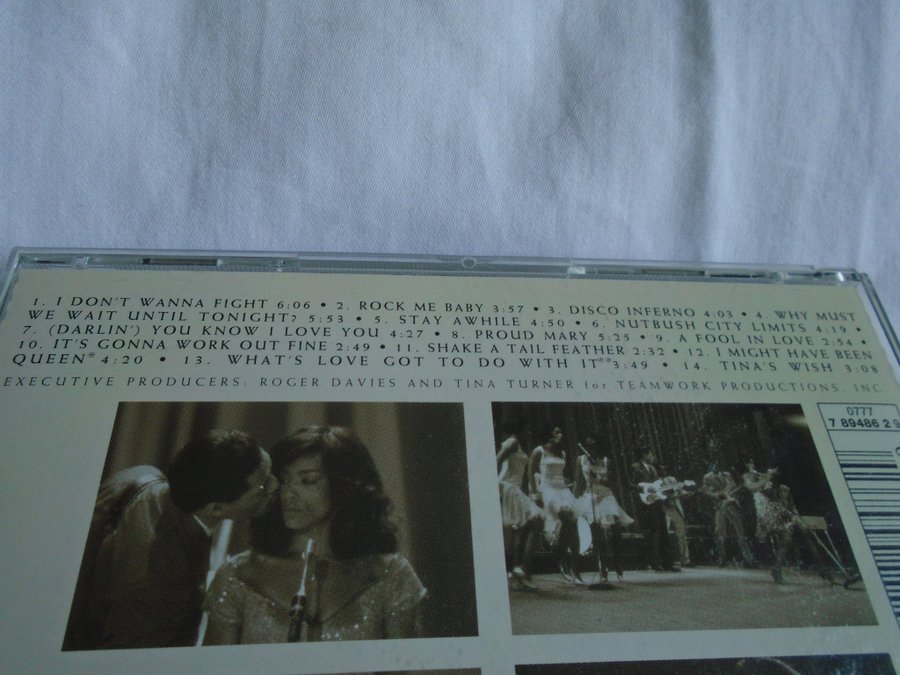 1. I DON'T WANNA FIGHT 6:06 • 2. ROCK ME BABY 3:57 • 3. DISCO INFERNO 4:03 • 4. WHY MUST
WE WAIT UNTIL TONIGHT? 5:53 • 5. STAY AWHILE 4:50 • 6. NUTBUSH CITY LIMITS 4:19 •
7. (DARLIN') YOU KNOW I LOVE YOU 4:27 • 8. PROUD MARY 5:25 • 9. A FOOL IN LOVE 2:54 •
10. IT'S GONNA WORK OUT FINE 2:49 • 11. SHAKE A TAIL FEATHER 2:32 • 12. I MIGHT HAVE BEEN
QUEEN* 4:20 • 13. WHAT'S LOVE GOT TO DO WITH IT** 3:49 • 14. TINA'S WISH 3:08
EXECUTIVE PRODUCERS: ROGER DAVIES AND TINA TURNER for TEAMWORK PRODUCTIONS, INC
0777
7 89486 2 9